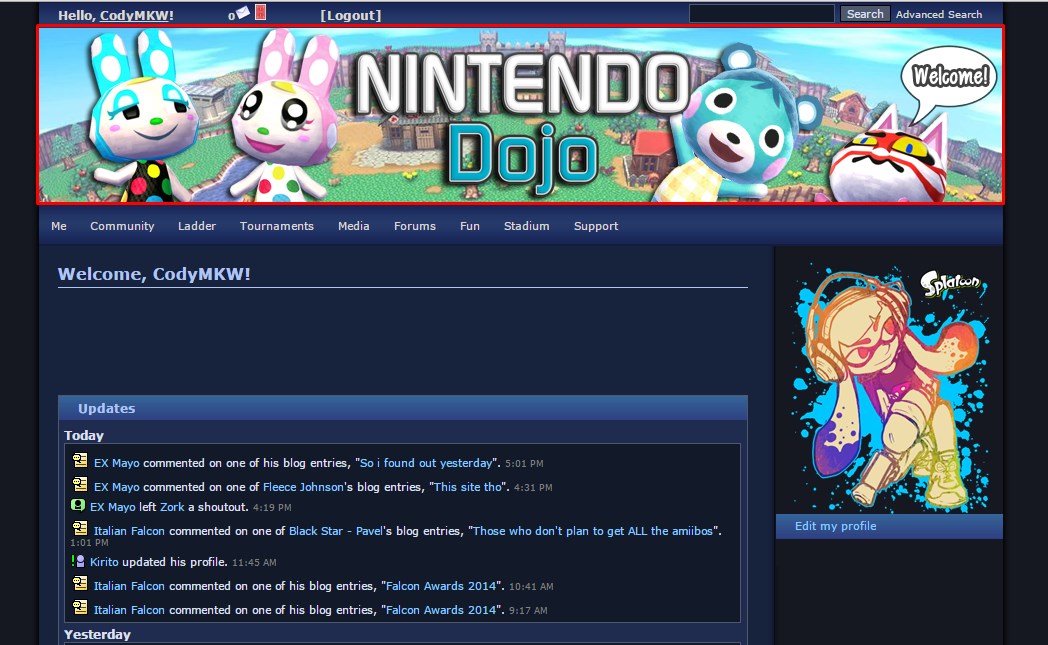 Hello, CodyMKW! 0 [Logout] Search Advanced Search
NINTENDO
Dojo
Welcome!
Me Community Ladder Tournaments Media Forums Fun Stadium Support
Welcome, CodyMKW!
Splatoon
Updates
Today
EX Mayo commented on one of his blog entries, "So i found out yesterday". 5:01 PM
EX Mayo commented on one of Fleece Johnson's blog entries, "This site tho". 4:31 PM
EX Mayo left Zork a shoutout. 4:19 PM
Italian Falcon commented on one of Black Star - Pavel's blog entries, "Those who don't plan to get ALL the amiibos".
1:01 PM
Kirito updated his profile. 11:45 AM
Italian Falcon commented on one of his blog entries, "Falcon Awards 2014". 10:41 AM
Italian Falcon commented on one of his blog entries, "Falcon Awards 2014". 9:17 AM
Yesterday
Edit my profile